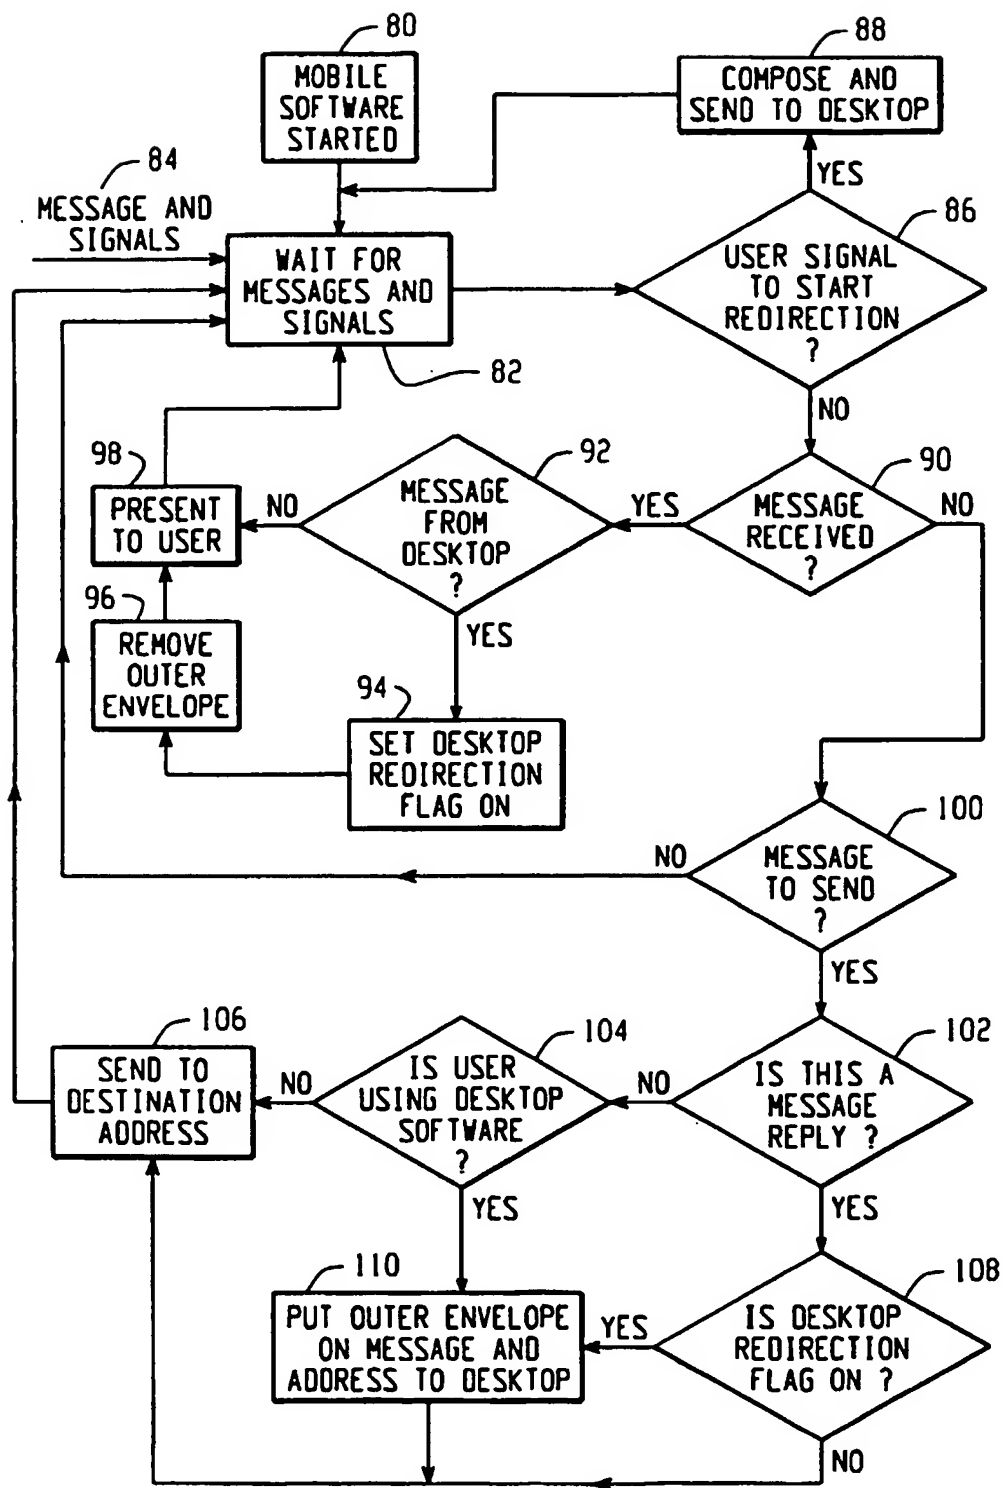 80
MOBILE
SOFTWARE
STARTED
88
COMPOSE AND
SEND TO DESKTOP
YES
84
MESSAGE AND
SIGNALS
WAIT FOR
MESSAGES AND
SIGNALS
82
86
USER SIGNAL
TO START
REDIRECTION
?
NO
98
PRESENT
TO USER
NO
92
MESSAGE
FROM
DESKTOP
?
YES
90
MESSAGE
RECEIVED
?
NO
YES
96
REMOVE
OUTER
ENVELOPE
94
SET DESKTOP
REDIRECTION
FLAG ON
100
NO
MESSAGE
TO SEND
?
YES
106
SEND TO
DESTINATION
ADDRESS
NO
104
IS USER
USING DESKTOP
SOFTWARE
?
NO
102
IS THIS A
MESSAGE
REPLY ?
YES
YES
110
PUT OUTER ENVELOPE
ON MESSAGE AND
ADDRESS TO DESKTOP
YES
108
IS DESKTOP
REDIRECTION
FLAG ON ?
NO